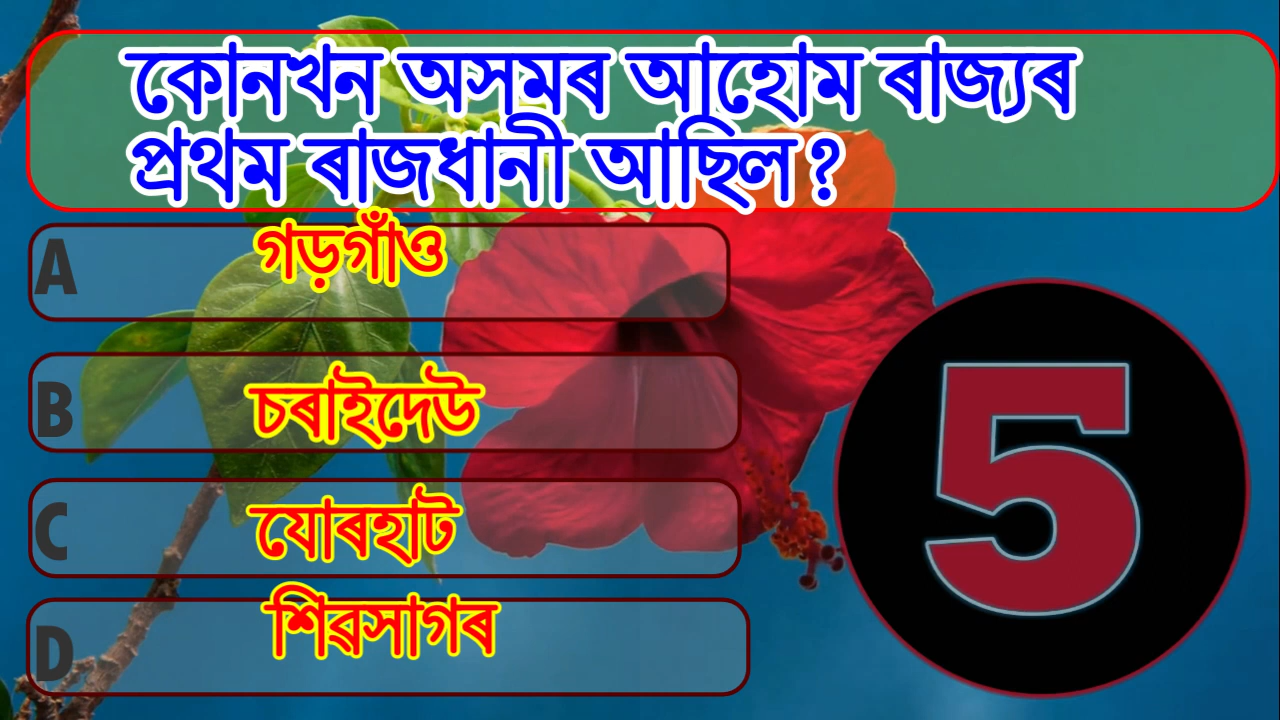 কোনখন অসমৰ আহোম ৰাজ্যৰ
প্ৰথম ৰাজধানী আছিল?
A গড়গাঁও
B চৰাইদেউ
C যোৰহাট
D শিৱসাগৰ
5